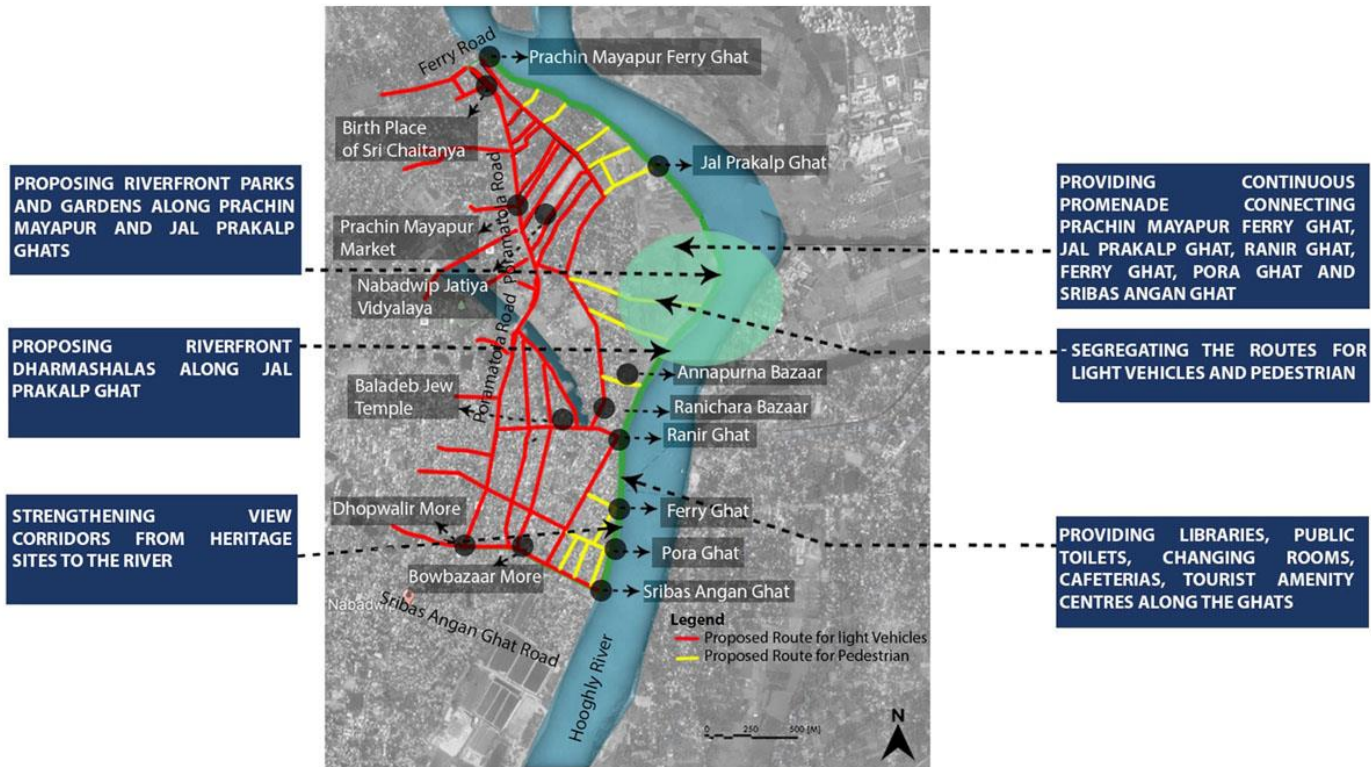 PROPOSING RIVERFRONT PARKS
AND GARDENS ALONG PRACHIN
MAYAPUR AND JAL PRAKALP
GHATS
PROPOSING RIVERFRONT
DHARMASHALAS ALONG JAL
PRAKALP GHAT
STRENGTHENING VIEW
CORRIDORS FROM HERITAGE
SITES TO THE RIVER
Ferry Road
Prachin Mayapur Ferry Ghat
Birth Place
of Sri Chaitanya
Jal Prakalp Ghat
Poramatola Road
Prachin Mayapur
Market
Nabadwip Jatiya
Vidyalaya
Poramatora Road
Annapurna Bazaar
Baladeb Jew
Temple
Ranichara Bazaar
Ranir Ghat
Dhopwalir More
Ferry Ghat
Pora Ghat
Bowbazaar More
Sribas Angan Ghat
Sribas Angan Ghat Road
Hooghly River
Legend
Proposed Route for light Vehicles
Proposed Route for Pedestrian
0 250 500 [M]
N
PROVIDING CONTINUOUS
PROMENADE CONNECTING
PRACHIN MAYAPUR FERRY GHAT,
JAL PRAKALP GHAT, RANIR GHAT,
FERRY GHAT, PORA GHAT AND
SRIBAS ANGAN GHAT
SEGREGATING THE ROUTES FOR
LIGHT VEHICLES AND PEDESTRIAN
PROVIDING LIBRARIES, PUBLIC
TOILETS, CHANGING ROOMS,
CAFETERIAS, TOURIST AMENITY
CENTRES ALONG THE GHATS